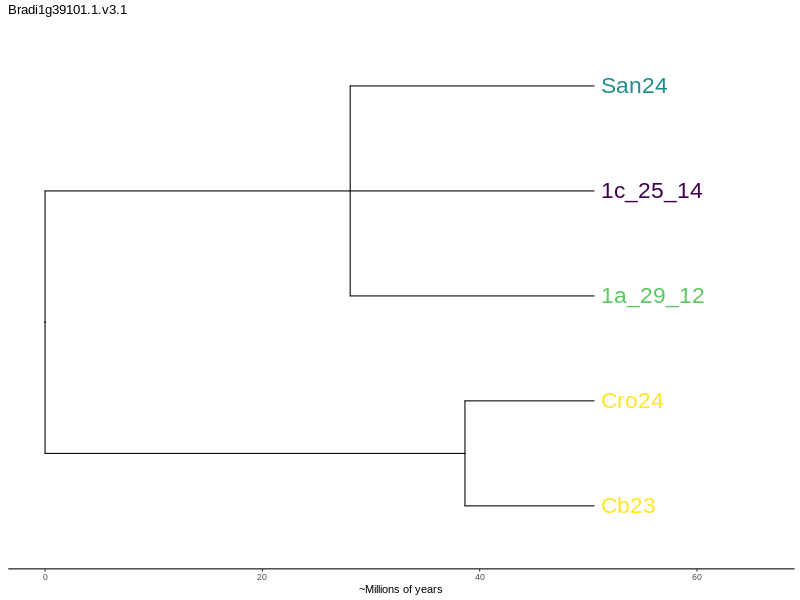 Bradi1g39101.1.v3.1
San24
1c_25_14
1a_29_12
Cro24
Cb23
0 20 40 60
~Millions of years